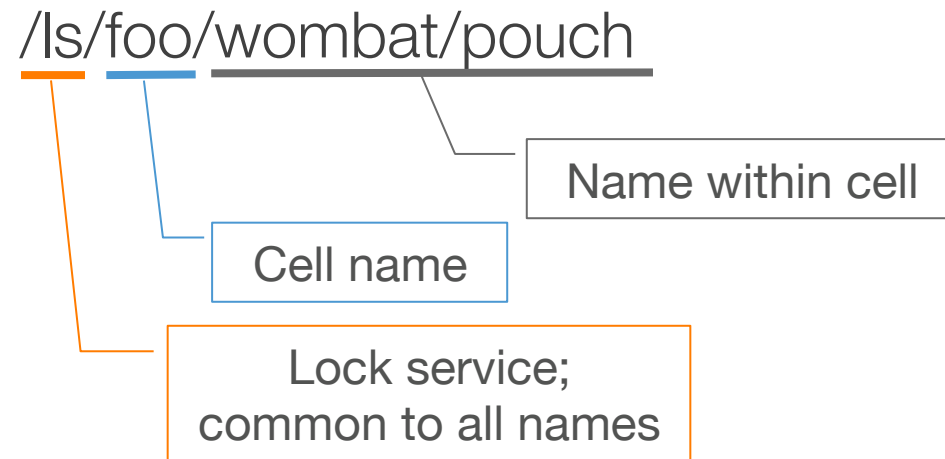 /ls/foo/wombat/pouch
Name within cell
Cell name
Lock service;
common to all names